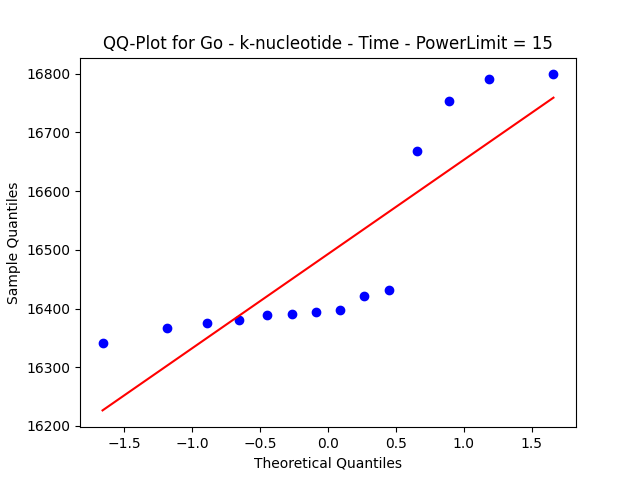 QQ-Plot for Go - k-nucleotide - Time - PowerLimit = 15
16800
16700
16600
16500
16400
16300
16200
Sample Quantiles
−1.5 −1.0 −0.5 0.0 0.5 1.0 1.5
Theoretical Quantiles